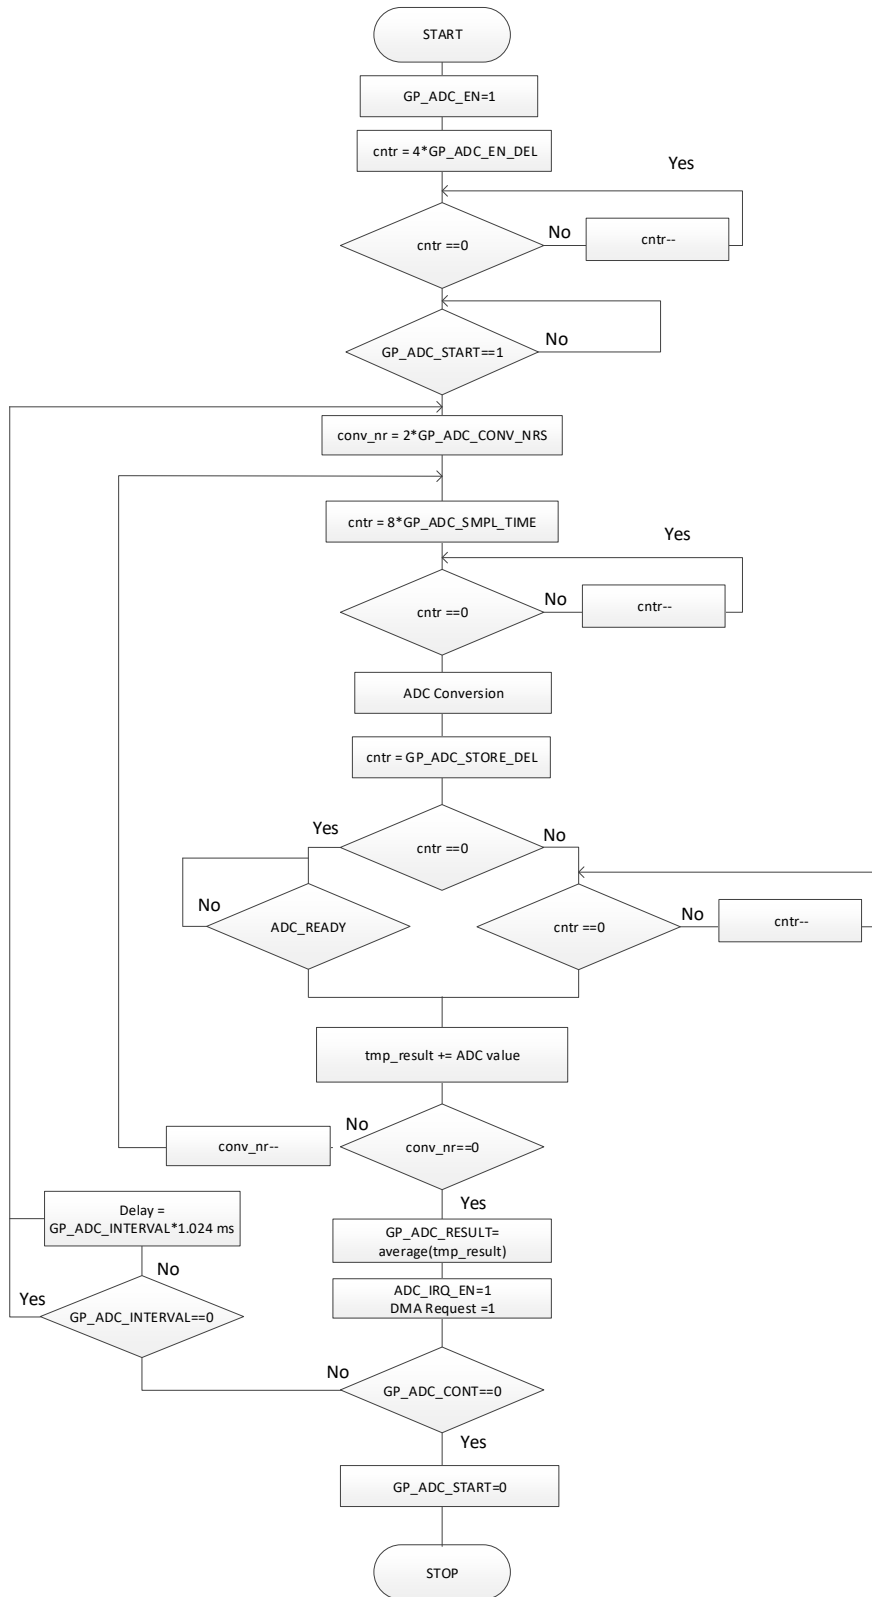 START
GP_ADC_EN=1
cntr = 4*GP_ADC_EN_DEL
Yes
cntr ==0
No
cntr--
GP_ADC_START==1
No
conv_nr = 2*GP_ADC_CONV_NRS
cntr = 8*GP_ADC_SMPL_TIME
Yes
cntr ==0
No
cntr--
ADC Conversion
cntr = GP_ADC_STORE_DEL
Yes
cntr ==0
No
No
ADC_READY
cntr ==0
No
cntr--
tmp_result += ADC value
conv_nr--
No
conv_nr==0
Yes
Delay =
GP_ADC_INTERVAL*1.024 ms
GP_ADC_RESULT=
average(tmp_result)
No
Yes
GP_ADC_INTERVAL==0
ADC_IRQ_EN=1
DMA Request =1
No
GP_ADC_CONT==0
Yes
GP_ADC_START=0
STOP